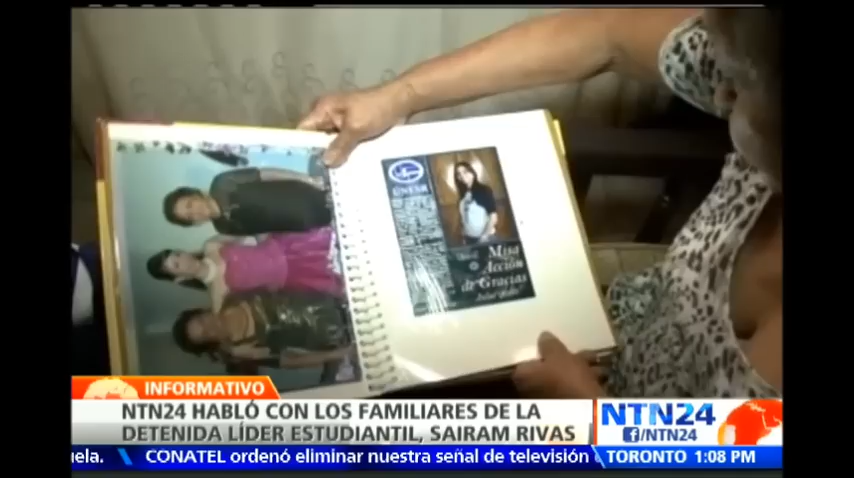 UNESR
Misa
Acción
de Gracias
INFORMATIVO
NTN24 HABLÓ CON LOS FAMILIARES DE LA
DETENIDA LÍDER ESTUDIANTIL, SAIRAM RIVAS
NTN24
f/NTN24
uela. CONATEL ordenó eliminar nuestra señal de televisión
TORONTO 1:08 PM